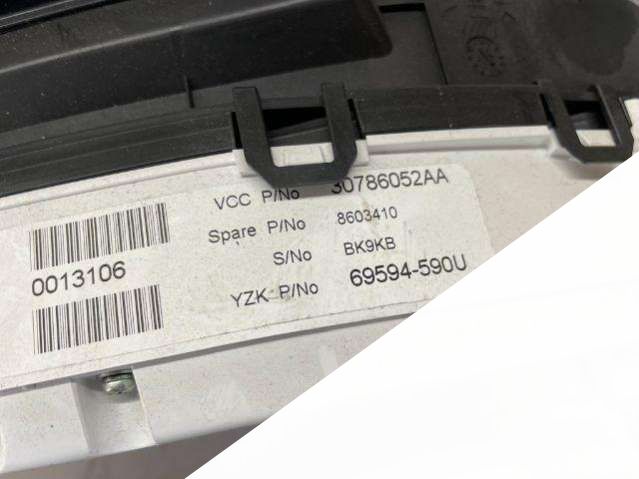 VCC P/No 30786052AA
Spare P/No 8603410
S/No BK9KB
YZK P/No 69594-590U
0013106